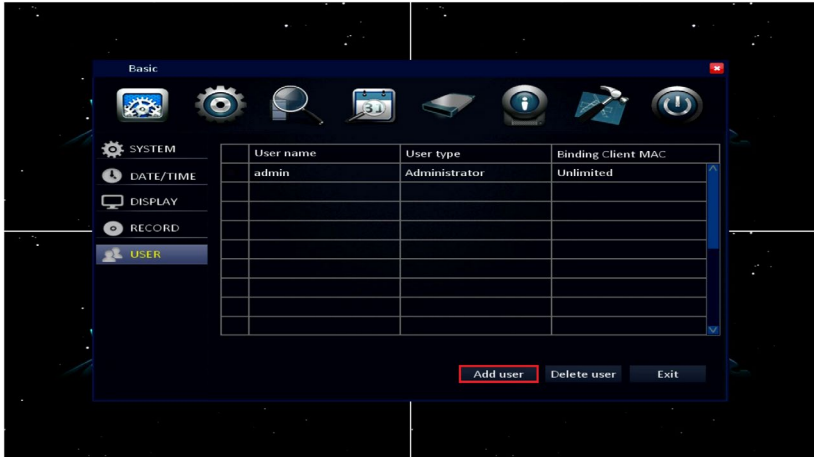 Basic
31
SYSTEM
DATE/TIME
DISPLAY
RECORD
USER
User name User type Binding Client MAC
admin Administrator Unlimited
Add user Delete user Exit